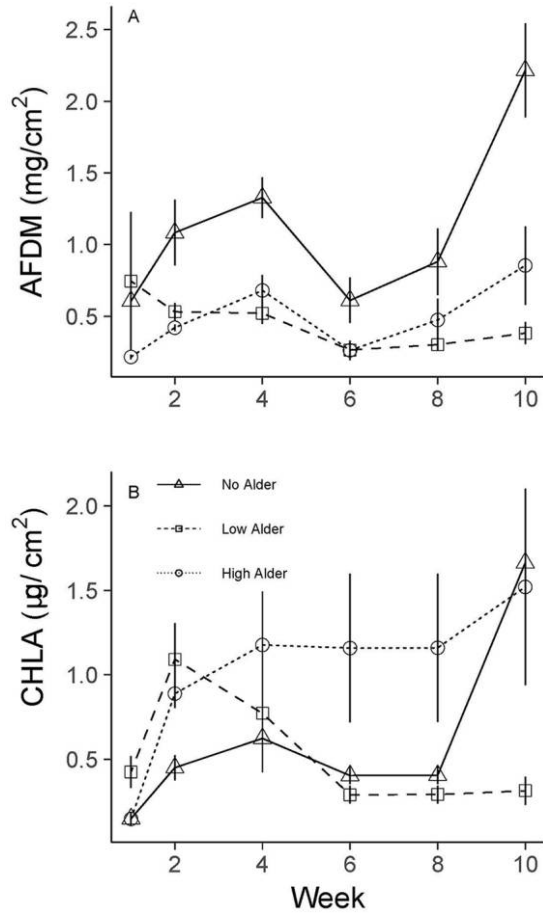 A
AFDM (mg/cm²)
2.5
2.0
1.5
1.0
0.5
2 4 6 8 10
B
No Alder
Low Alder
High Alder
CHLA (µg/ cm²)
2.0
1.5
1.0
0.5
2 4 6 8 10
Week